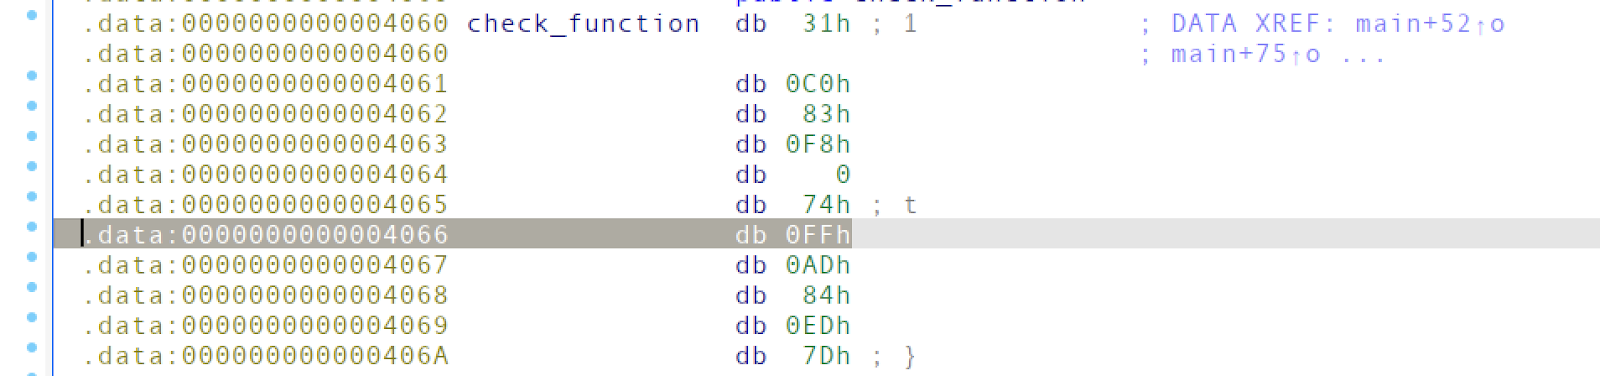 .data:0000000000004060 check_function db 31h ; 1 ; DATA XREF: main+52↑o
.data:0000000000004060 ; main+75↑o ...
.data:0000000000004061 db 0C0h
.data:0000000000004062 db 83h
.data:0000000000004063 db 0F8h
.data:0000000000004064 db 0
.data:0000000000004065 db 74h ; t
.data:0000000000004066 db 0FFh
.data:0000000000004067 db 0ADh
.data:0000000000004068 db 84h
.data:0000000000004069 db 0EDh
.data:000000000000406A db 7Dh ; }